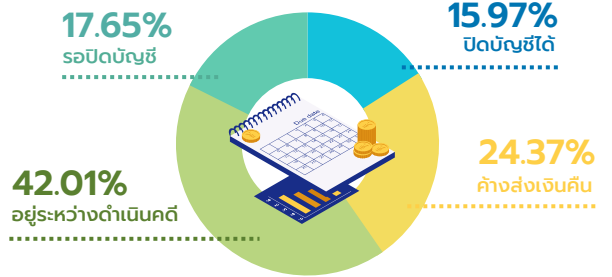 17.65%
รอปิดบัญชี
15.97%
ปิดบัญชีได้
Due date
24.37%
ค้างส่งเงินคืน
42.01%
อยู่ระหว่างดำเนินคดี